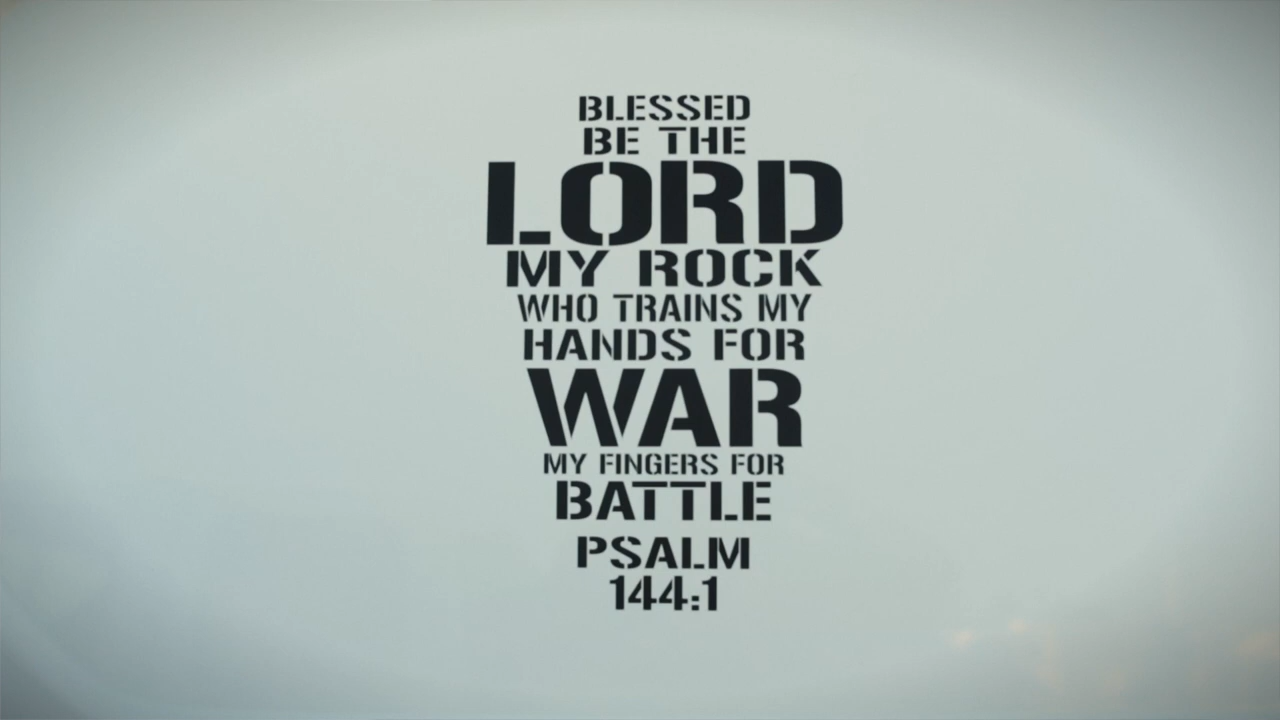 BLESSED
BE THE
LORD
MY ROCK
WHO TRAINS MY
HANDS FOR
WAR
MY FINGERS FOR
BATTLE
PSALM
144:1